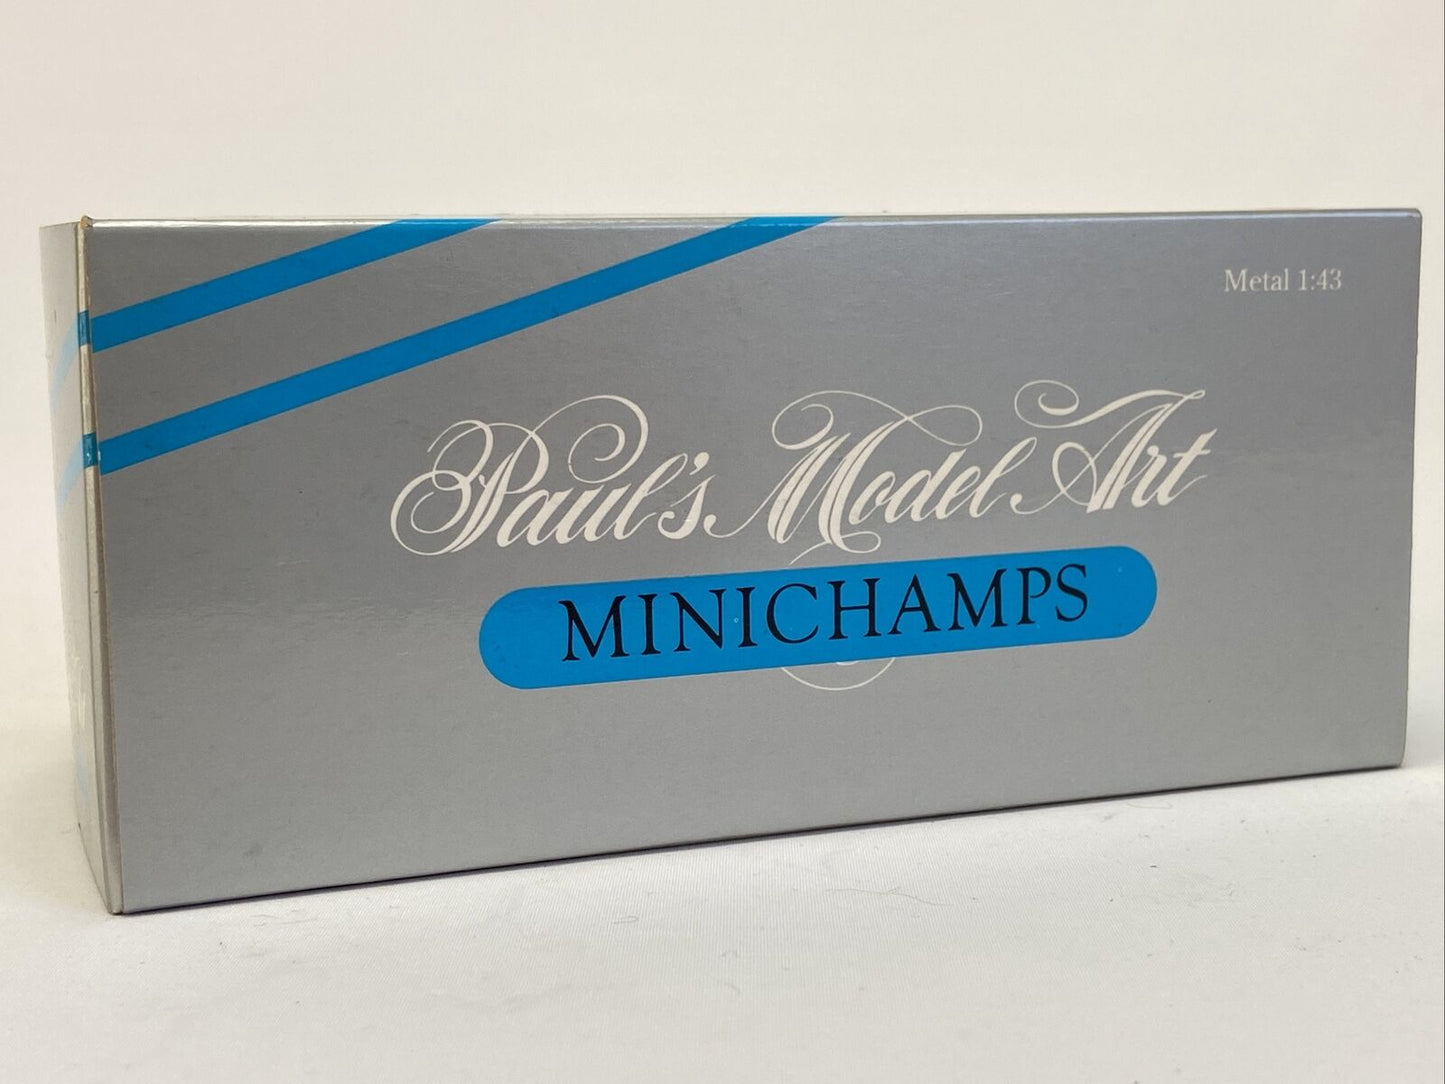 Metal 1:43
Paul's Model Art
MINICHAMPS